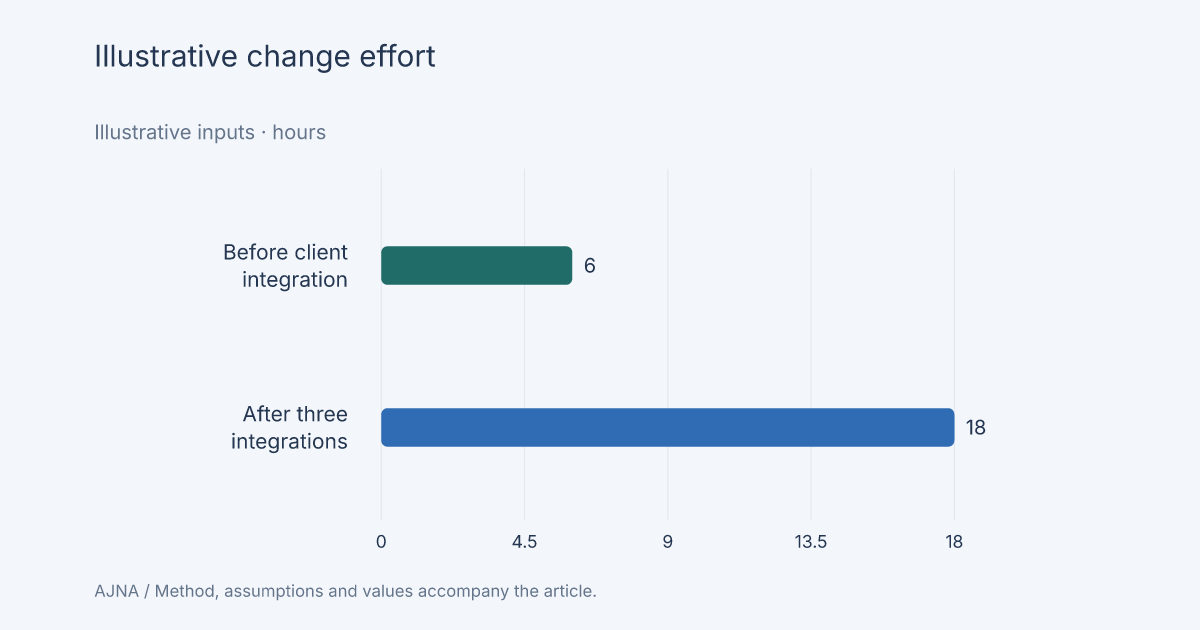 Illustrative change effort
Illustrative inputs · hours
Before client
integration
6
After three
integrations
18
0
4.5
9
13.5
18
AJNA / Method, assumptions and values accompany the article.